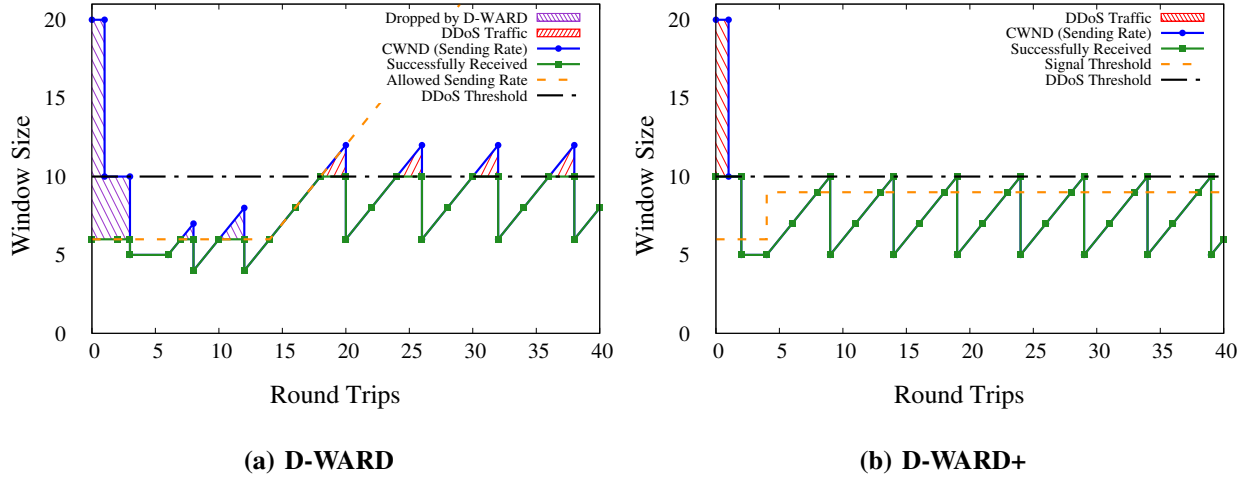 Dropped by D-WARD
DDoS Traffic
CWND (Sending Rate)
Successfully Received
Allowed Sending Rate
DDoS Threshold
20
15
10
5
0
Window Size
0 5 10 15 20 25 30 35 40
Round Trips
(a) D-WARD
DDoS Traffic
CWND (Sending Rate)
Successfully Received
Signal Threshold
DDoS Threshold
20
15
10
5
0
Window Size
0 5 10 15 20 25 30 35 40
Round Trips
(b) D-WARD+